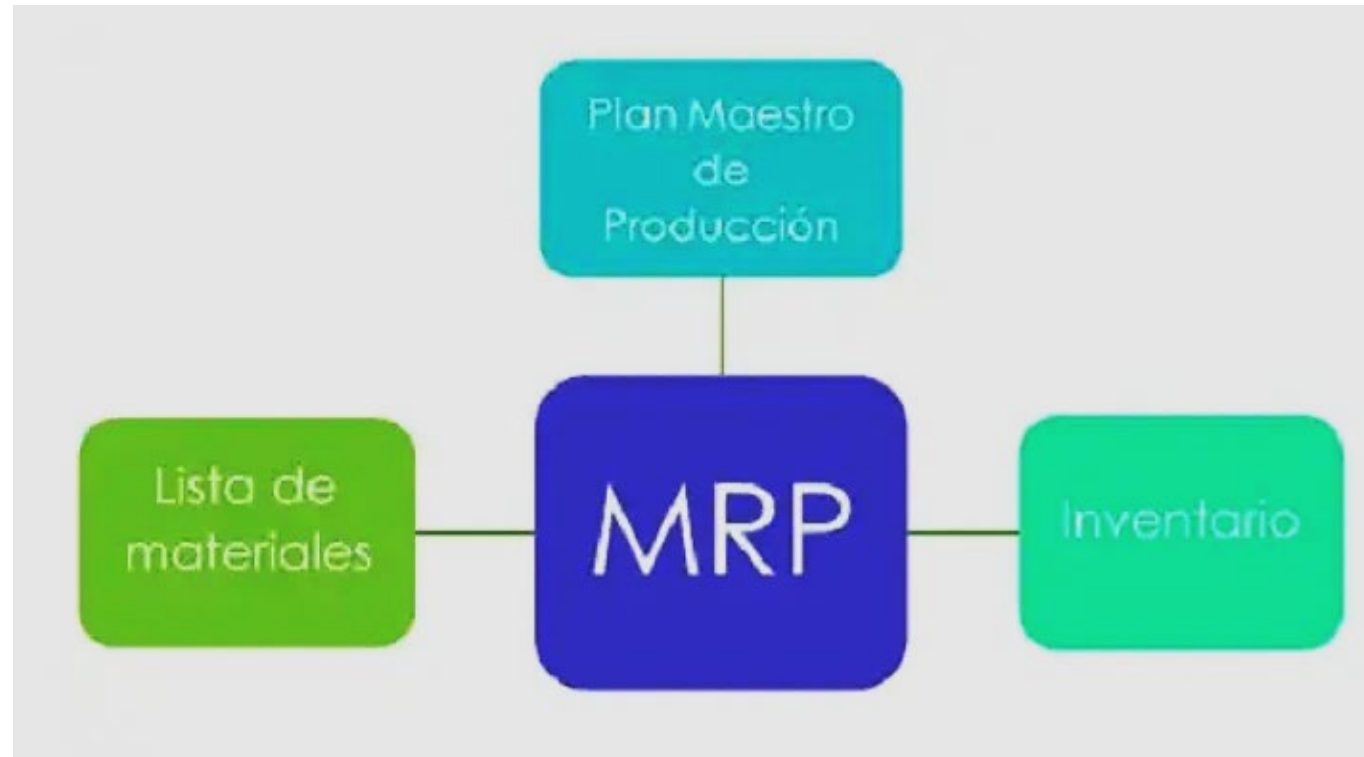 Plan Maestro
de
Producción
Lista de
materiales
MRP
Inventario